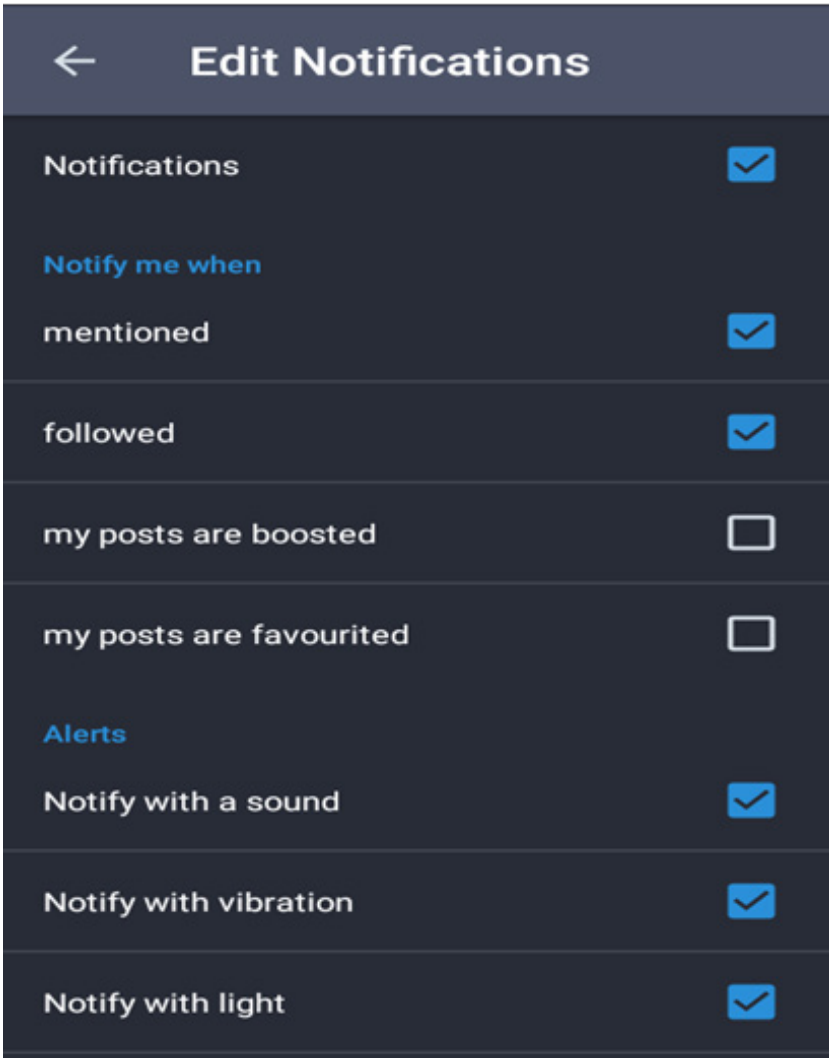 Edit Notifications
Notifications
Notify me when
mentioned
followed
my posts are boosted
my posts are favourited
Alerts
Notify with a sound
Notify with vibration
Notify with light